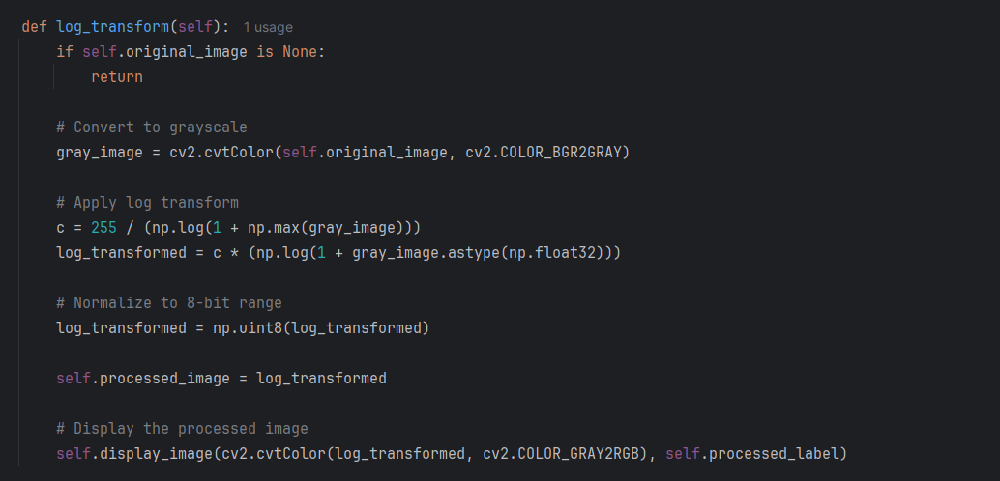 def log_transform(self): 1 usage
    if self.original_image is None:
        return

    # Convert to grayscale
    gray_image = cv2.cvtColor(self.original_image, cv2.COLOR_BGR2GRAY)

    # Apply log transform
    c = 255 / (np.log(1 + np.max(gray_image)))
    log_transformed = c * (np.log(1 + gray_image.astype(np.float32)))

    # Normalize to 8-bit range
    log_transformed = np.uint8(log_transformed)

    self.processed_image = log_transformed

    # Display the processed image
    self.display_image(cv2.cvtColor(log_transformed, cv2.COLOR_GRAY2RGB), self.processed_label)